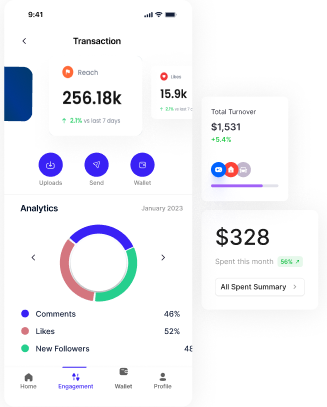 9:41
Transaction
Reach
256.18k
↑ 2.1% vs last 7 days
Likes
15.9k
↑ 2.1% vs last 7
Uploads
Send
Wallet
Analytics
January 2023
Comments 46%
Likes 52%
New Followers 48
Home
Engagement
Wallet
Profile
Total Turnover
$1,531
+5.4%
$328
Spent this month
56% ↗
All Spent Summary